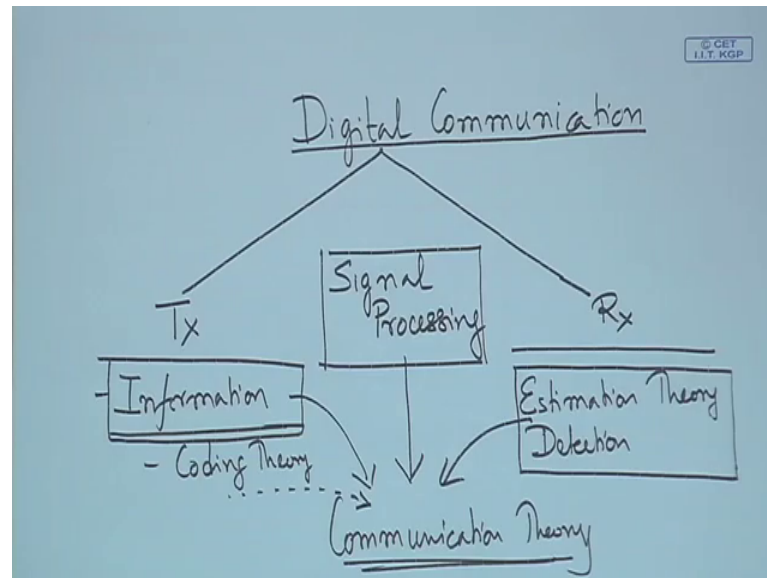 © CET
I.I.T. KGP
Digital Communication
Signal
Processing
Tx
Rx
- Information
Estimation Theory
Detection
- Coding Theory
Communication Theory